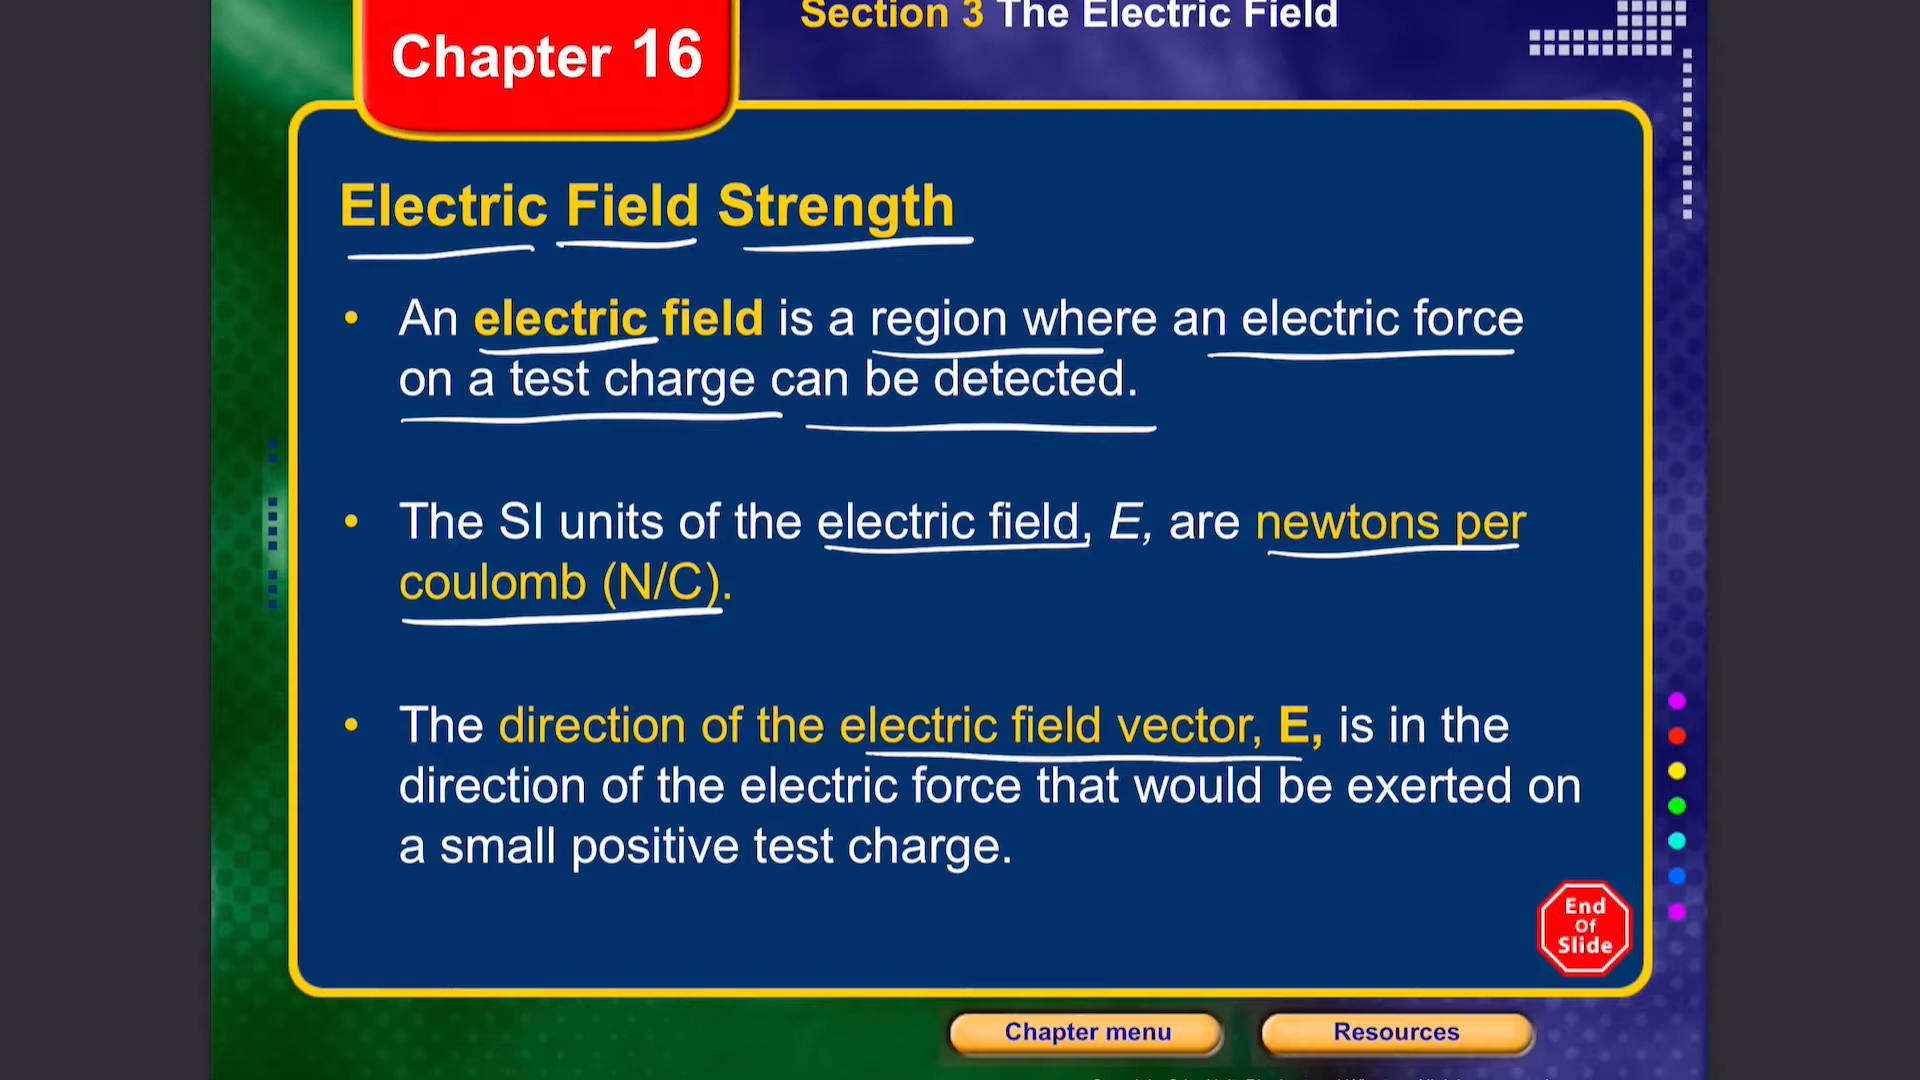 Section 3 The Electric Field
Chapter 16
Electric Field Strength
• An electric field is a region where an electric force
on a test charge can be detected.
• The SI units of the electric field, E, are newtons per
coulomb (N/C).
• The direction of the electric field vector, E, is in the
direction of the electric force that would be exerted on
a small positive test charge.
End
Of
Slide
Chapter menu
Resources